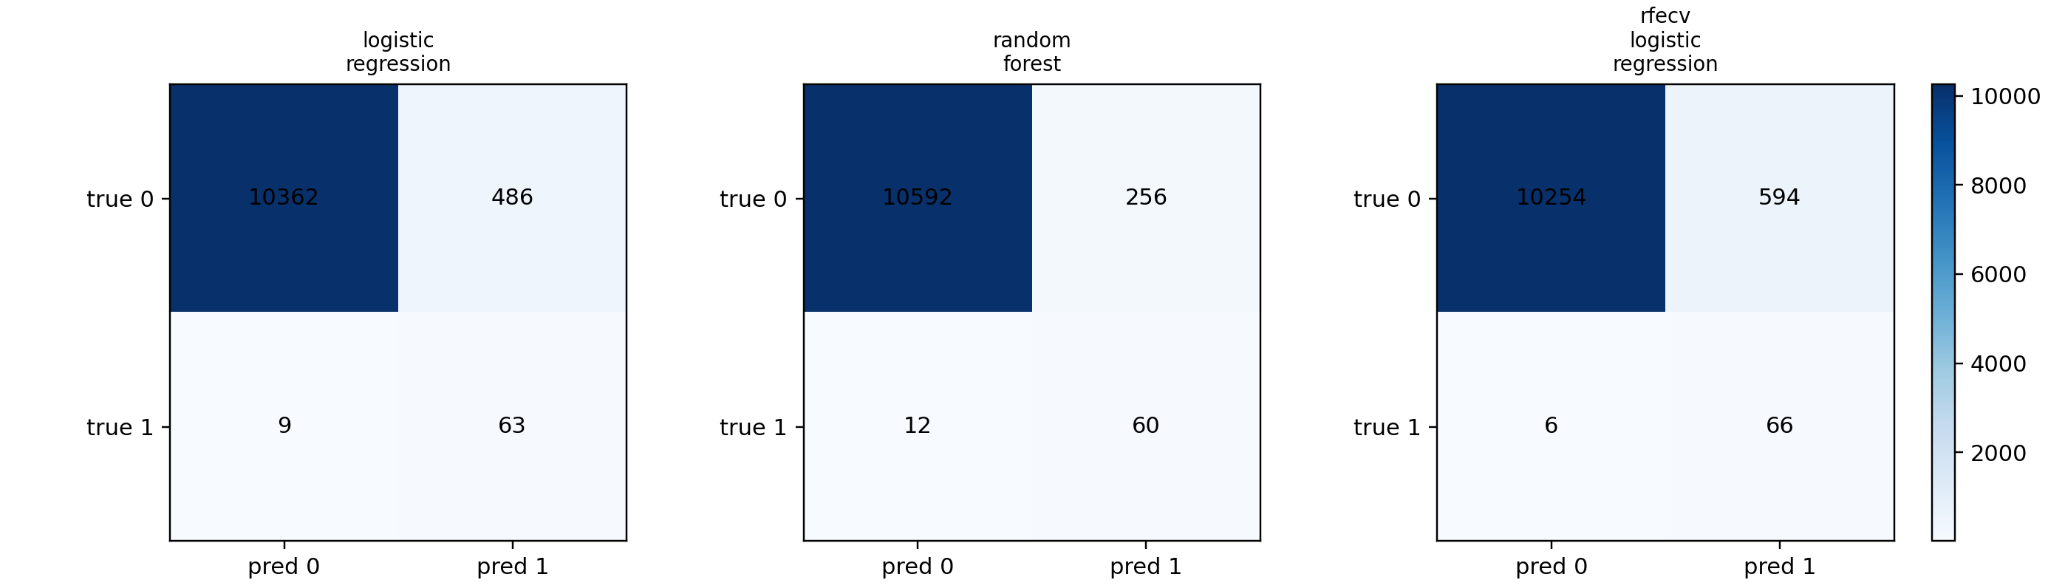 logistic
regression
true 0
10362
486
true 1
9
63
pred 0
pred 1
random
forest
true 0
10592
256
true 1
12
60
pred 0
pred 1
rfecv
logistic
regression
true 0
10254
594
true 1
6
66
pred 0
pred 1
10000
8000
6000
4000
2000